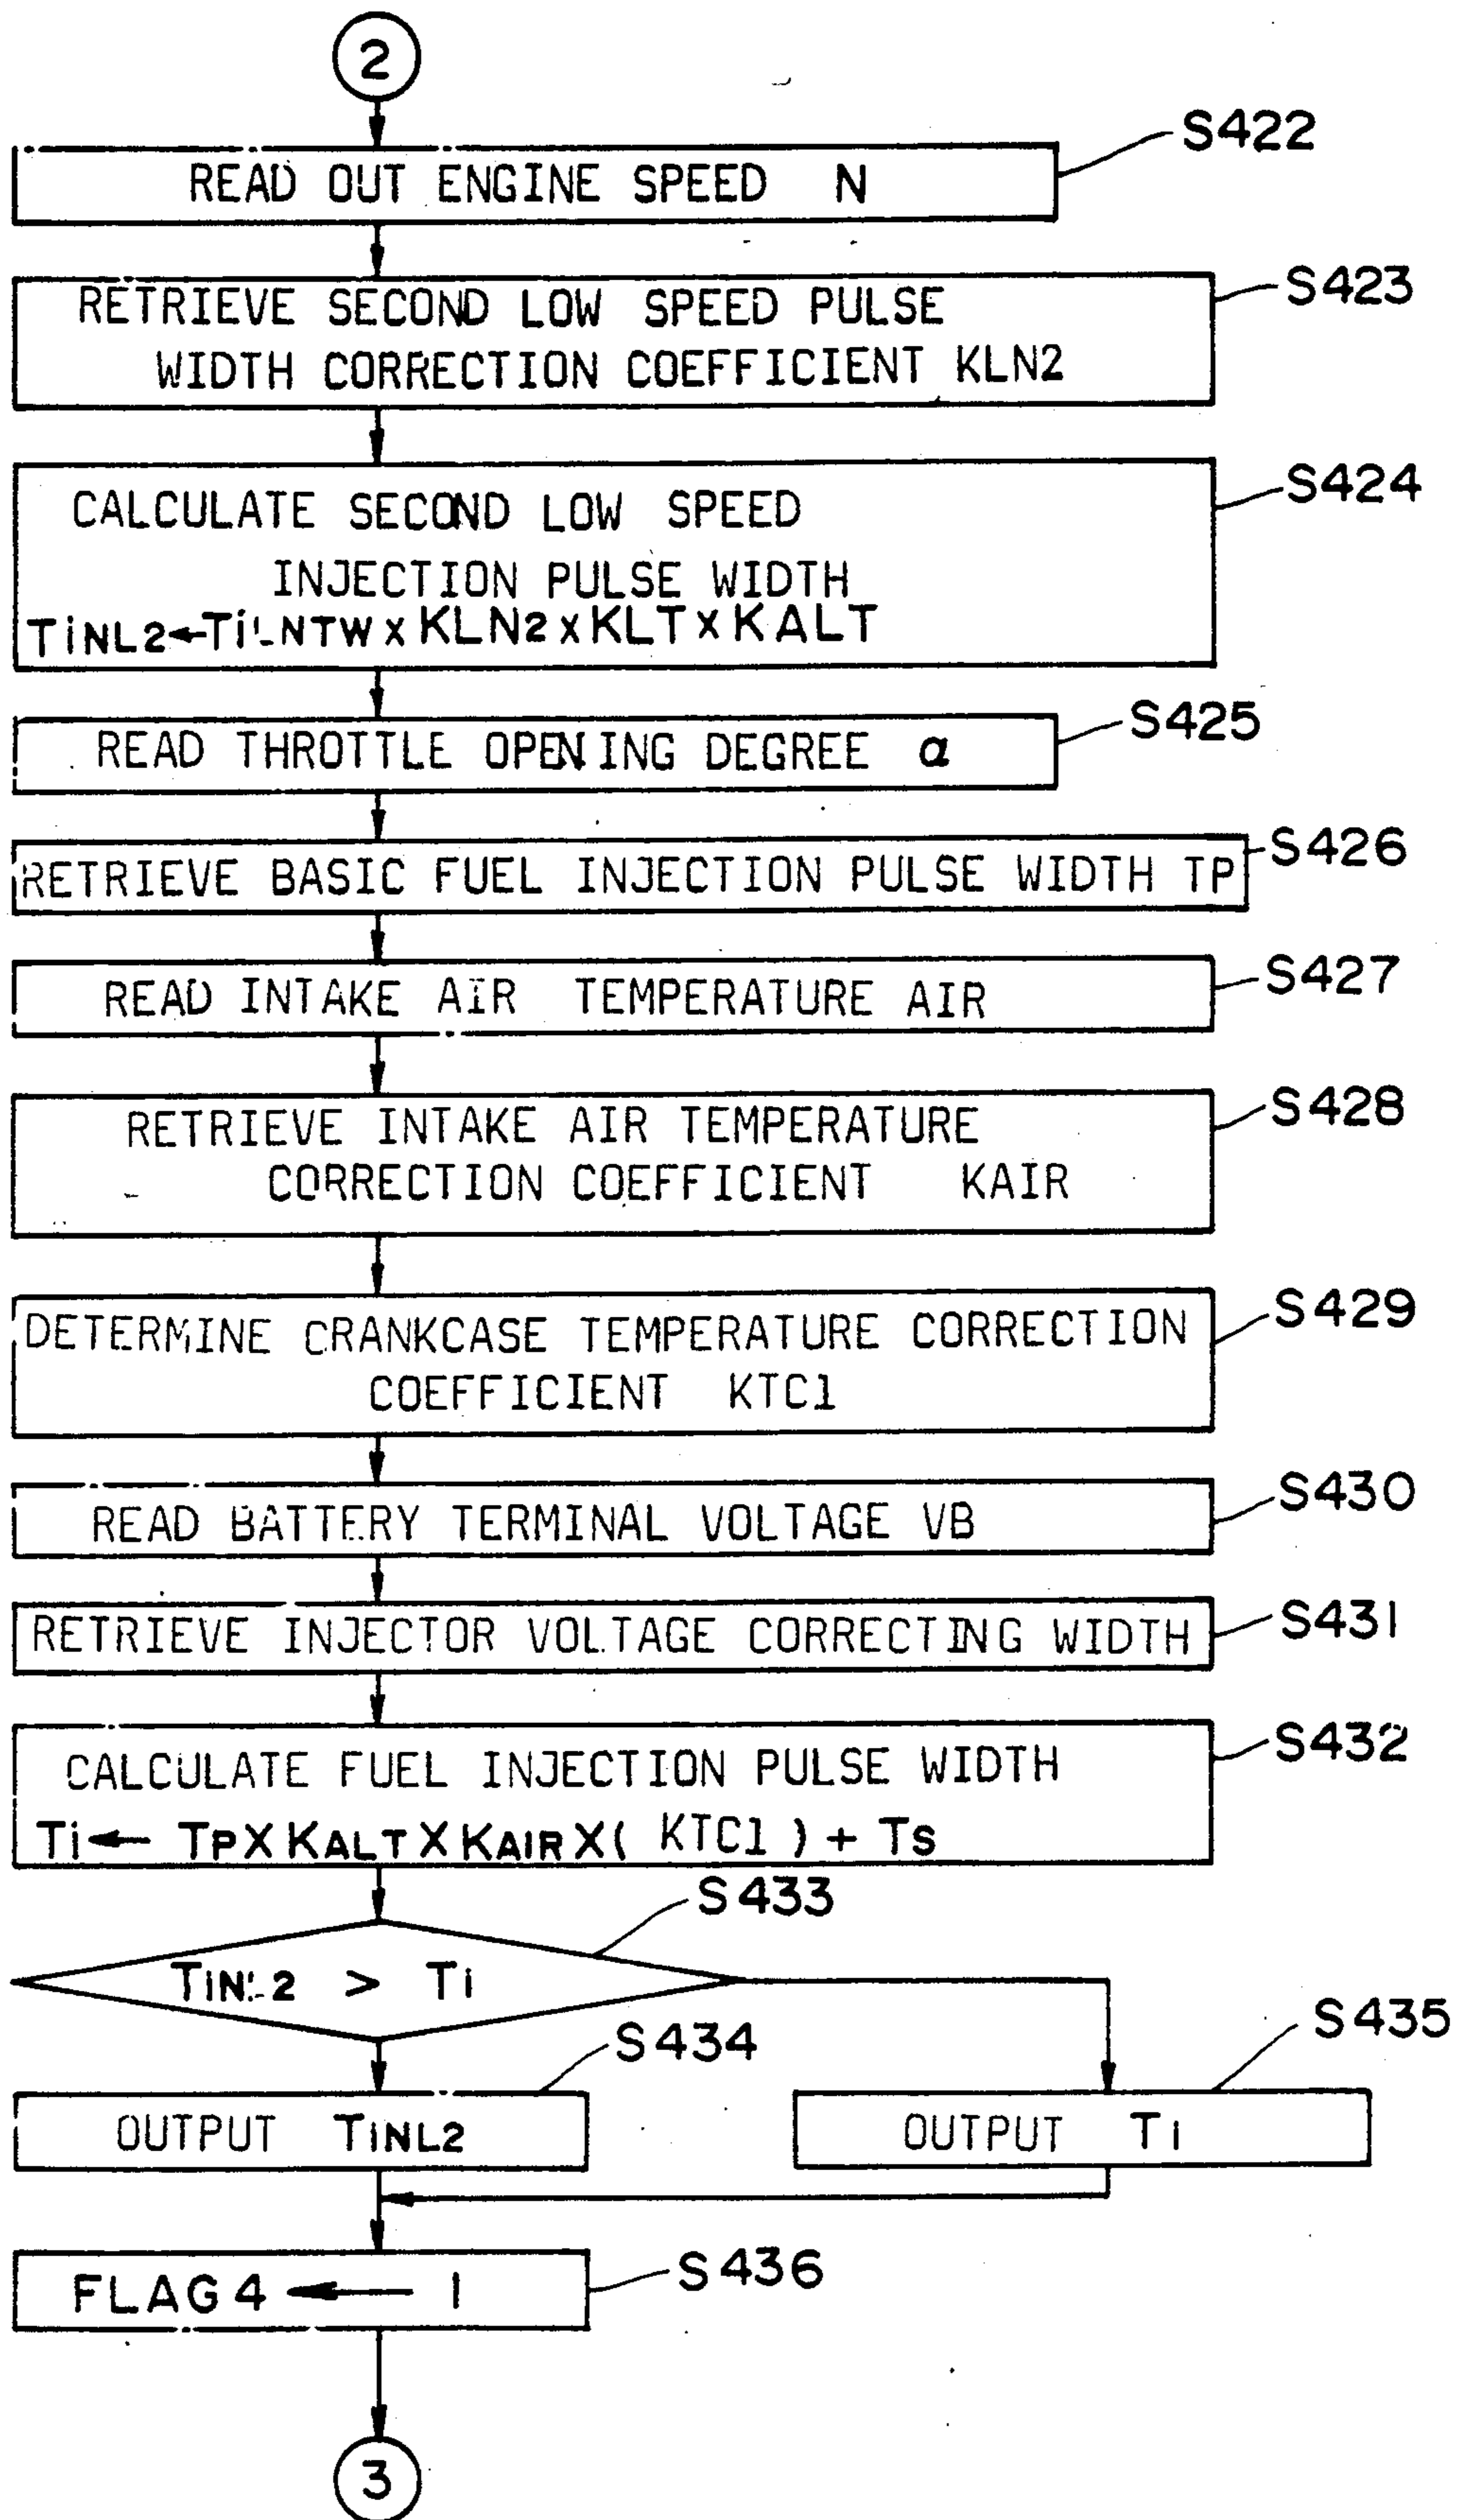 2
S422
READ OUT ENGINE SPEED N
S423
RETRIEVE SECOND LOW SPEED PULSE
WIDTH CORRECTION COEFFICIENT KLN2
S424
CALCULATE SECOND LOW SPEED
INJECTION PULSE WIDTH
TiNL2←TiLNTW x KLN2 x KLT x KALT
S425
READ THROTTLE OPENING DEGREE α
S426
RETRIEVE BASIC FUEL INJECTION PULSE WIDTH TP
S427
READ INTAKE AIR TEMPERATURE AIR
S428
RETRIEVE INTAKE AIR TEMPERATURE
CORRECTION COEFFICIENT KAIR
S429
DETERMINE CRANKCASE TEMPERATURE CORRECTION
COEFFICIENT KTC1
S430
READ BATTERY TERMINAL VOLTAGE VB
S431
RETRIEVE INJECTOR VOLTAGE CORRECTING WIDTH
S432
CALCULATE FUEL INJECTION PULSE WIDTH
Ti ← TP X KALT X KAIR X ( KTC1 ) + TS
S433
TiNL2 > Ti
S434
S435
OUTPUT TiNL2
OUTPUT Ti
S436
FLAG4 ← 1
3